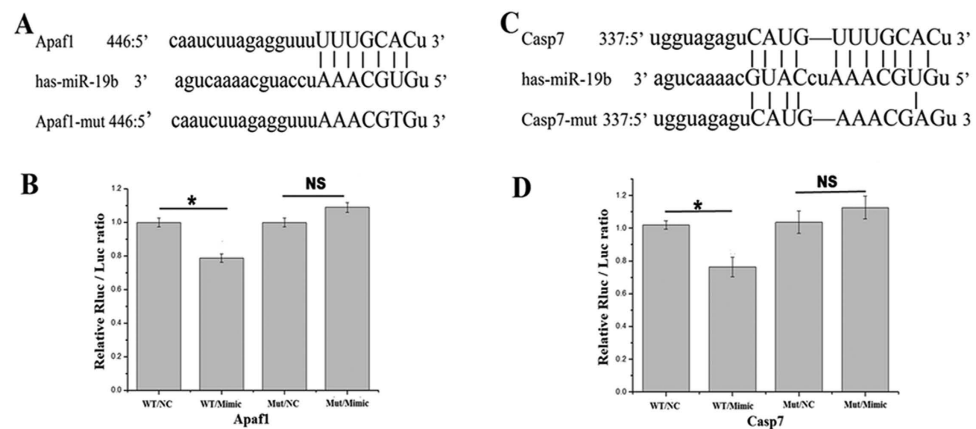 A
Apaf1 446:5' caaucuuagagguuuUUUGCACu 3'
has-miR-19b 3' agucaaaacguaccuAAACGUGu 5'
Apaf1-mut 446:5' caaucuuagagguuuAAACGTGu 3'
B
Relative Rluc / Luc ratio
1.2
1.0
0.8
0.6
0.4
0.2
0.0
*
NS
WT/NC WT/Mimic Mut/NC Mut/Mimic
Apaf1
C
Casp7 337:5' ugguagaguCAUG—UUUGCACu 3'
has-miR-19b 3' agucaaaacGUACcuAAACGUGu 5'
Casp7-mut 337:5' ugguagaguCAUG—AAACGAGu 3
D
Relative Rluc / Luc ratio
1.2
1.0
0.8
0.6
0.4
0.2
0.0
*
NS
WT/NC WT/Mimic Mut/NC Mut/Mimic
Casp7